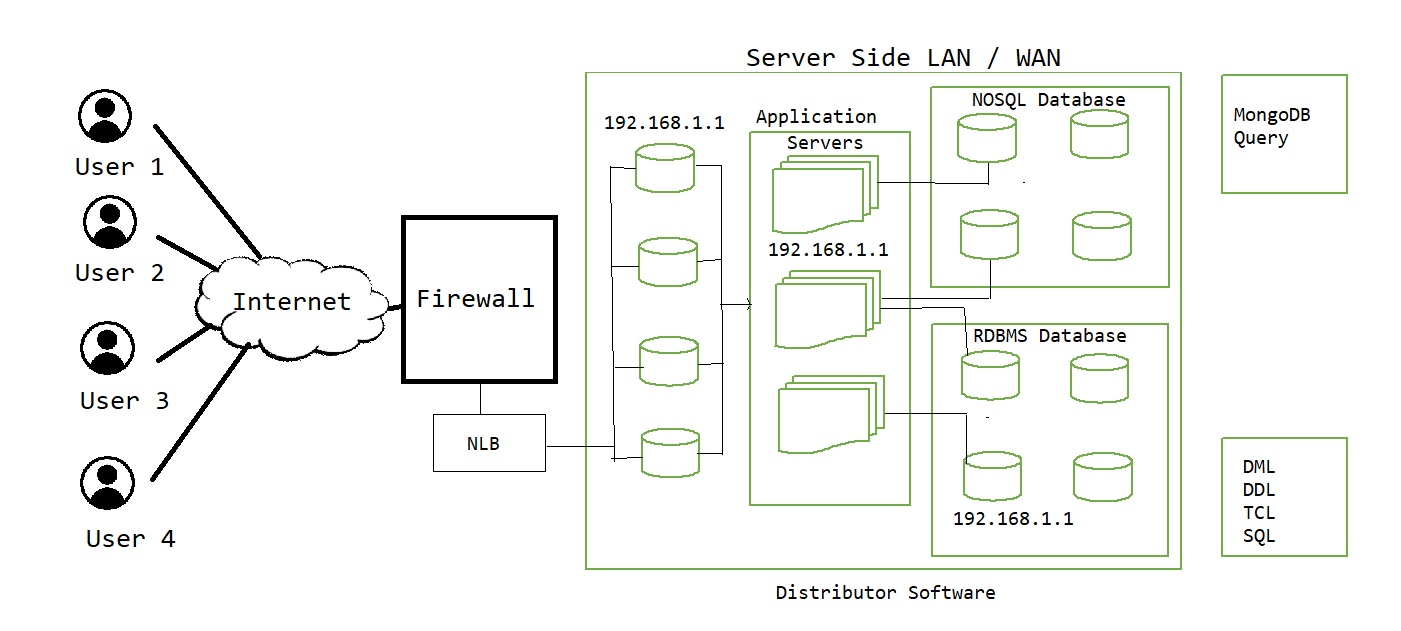 Server Side LAN / WAN
User 1
User 2
User 3
User 4
Internet
Firewall
NLB
192.168.1.1
Application
Servers
192.168.1.1
NOSQL Database
RDBMS Database
192.168.1.1
MongoDB
Query
DML
DDL
TCL
SQL
Distributor Software